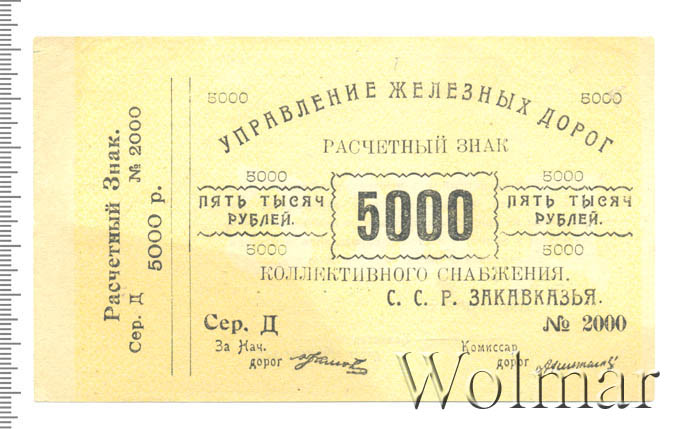 Расчетный Знак.
Сер. Д № 2000
5000 р.
5000 5000
УПРАВЛЕНИЕ ЖЕЛЕЗНЫХ ДОРОГ
РАСЧЕТНЫЙ ЗНАК
5000 5000
ПЯТЬ ТЫСЯЧ РУБЛЕЙ.
5000
ПЯТЬ ТЫСЯЧ РУБЛЕЙ.
5000 5000
КОЛЛЕКТИВНОГО СНАБЖЕНИЯ.
С. С. Р. ЗАКАВКАЗЬЯ.
Сер. Д № 2000
За Нач. дорог
Комиссар дорог
Wolmar